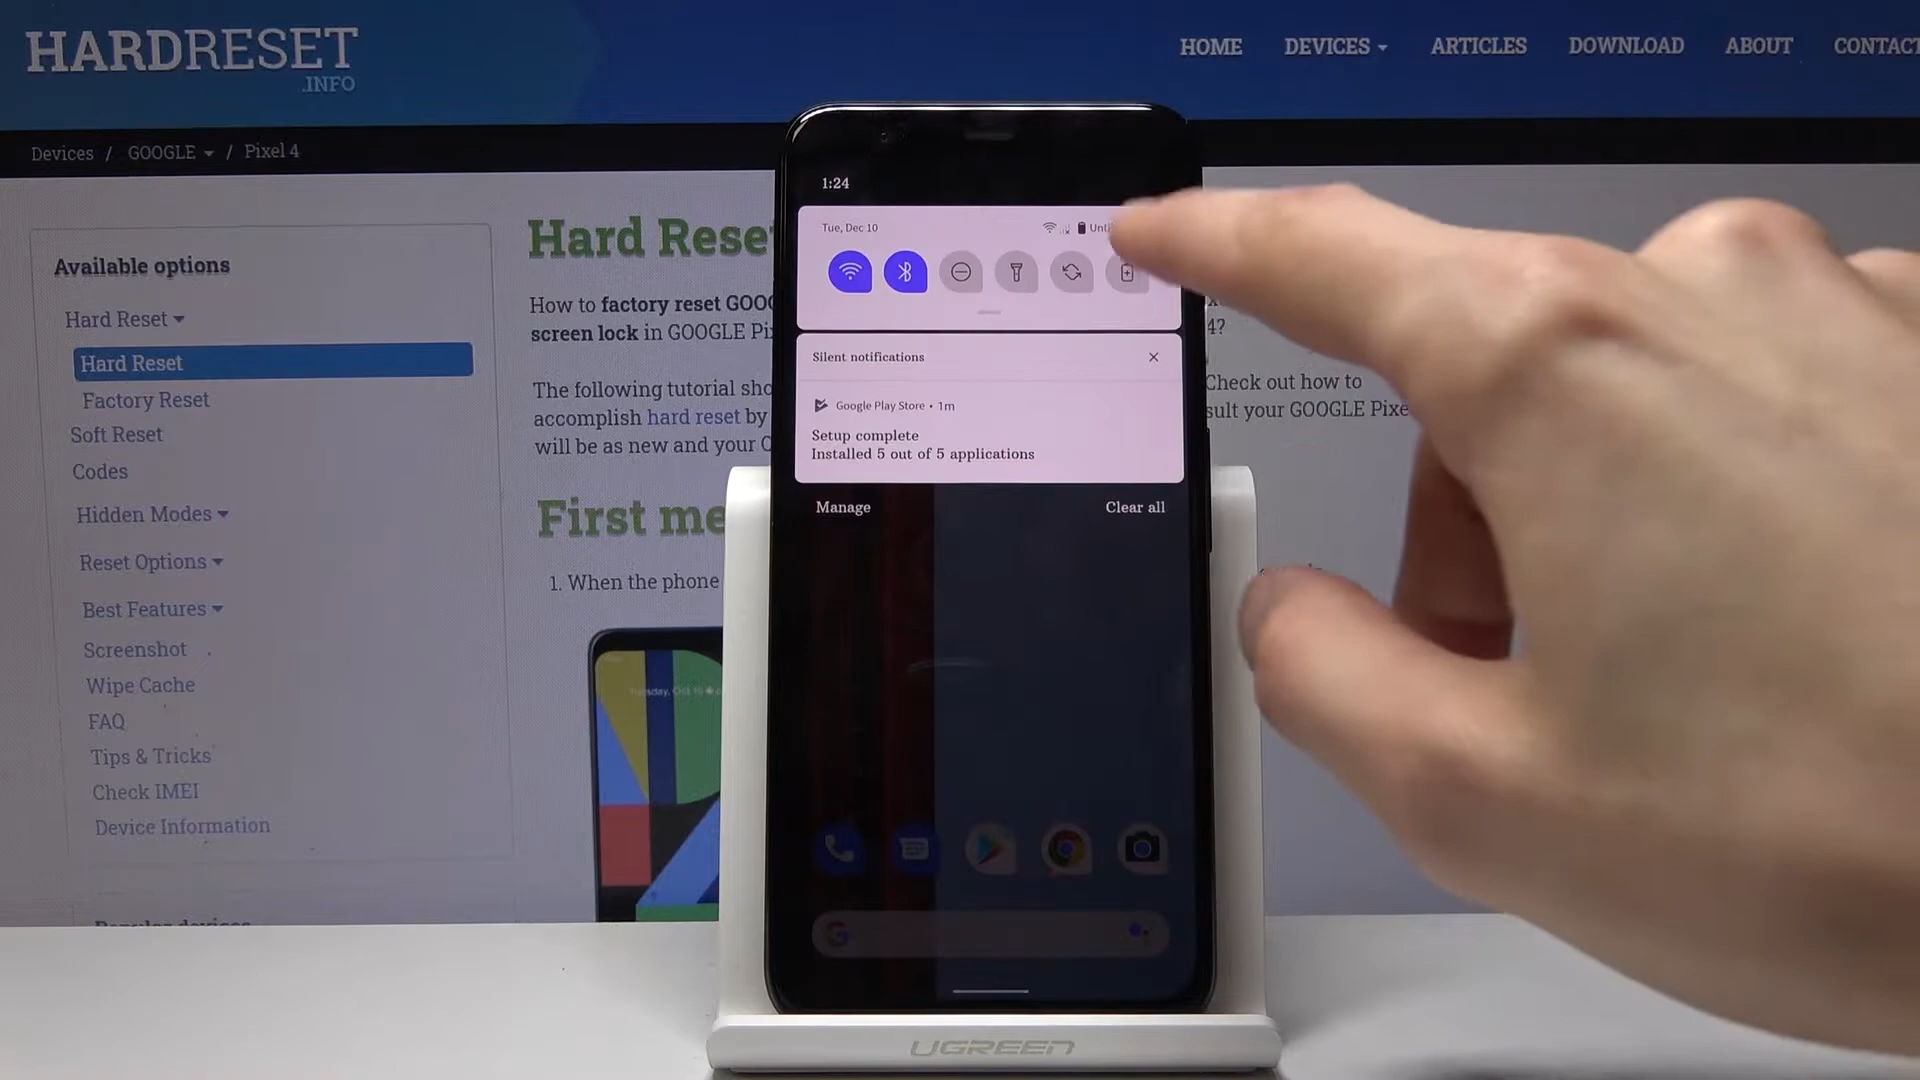 HARDRESET
.INFO
HOME DEVICES ARTICLES DOWNLOAD ABOUT CONTACT
Devices / GOOGLE / Pixel 4
Available options
Hard Reset
Hard Reset
Factory Reset
Soft Reset
Codes
Hidden Modes
Reset Options
Best Features
Screenshot
Wipe Cache
FAQ
Tips & Tricks
Check IMEI
Device Information
Hard Reset
How to factory reset
screen lock in GOOGLE
4?
The following tutorial
Check out how to
accomplish hard reset by
your GOOGLE
will be as new and your
First
1. When the phone
1:24
Tue, Dec 10
Silent notifications
Google Play Store • 1m
Setup complete
Installed 5 out of 5 applications
Manage Clear all
UGREEN